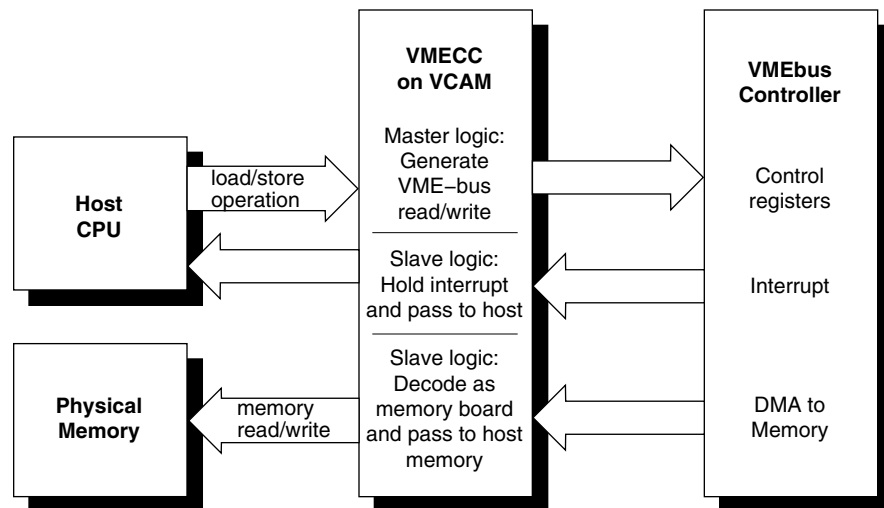 VMECC
on VCAM
VMEbus
Controller
Host
CPU
load/store
operation
Master logic:
Generate
VME–bus
read/write
Control
registers
Slave logic:
Hold interrupt
and pass to host
Interrupt
Physical
Memory
memory
read/write
Slave logic:
Decode as
memory board
and pass to host
memory
DMA to
Memory